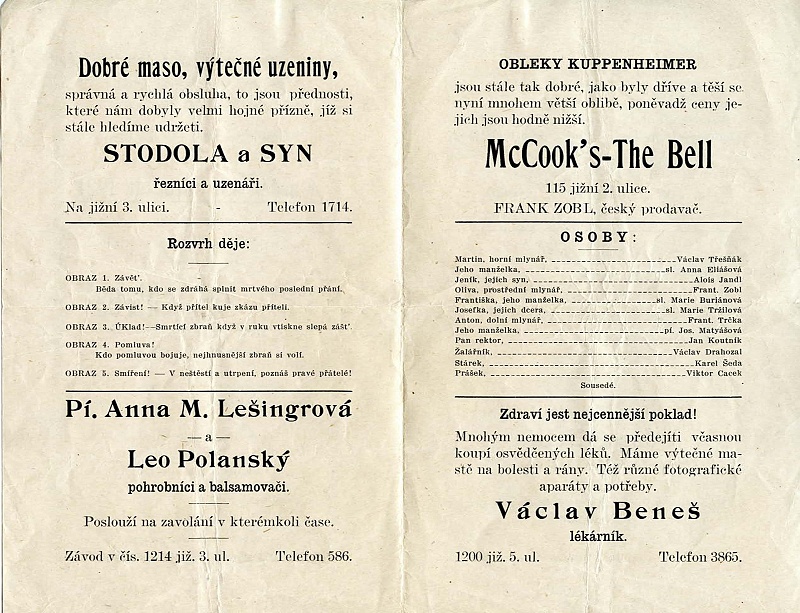 Dobré maso, výtečné uzeniny,
správná a rychlá obsluha, to jsou přednosti,
které nám dobyly velmi hojné přízně, jíž si
stále hledíme udržeti.
STODOLA a SYN
řezníci a uzenáři.
Na jižní 3. ulici. - Telefon 1714.
Rozvrh děje:
OBRAZ 1. Závěť.
Běda tomu, kdo se zdráhá splnit mrtvého poslední přání.
OBRAZ 2. Závist! — Když přítel kuje zkázu příteli.
OBRAZ 3. Úklad!—Smrtící zbraň když v ruku vtiskne slepá zášť.
OBRAZ 4. Pomluva!
Kdo pomluvou bojuje, nejhnusnější zbraň si volí.
OBRAZ 5. Smíření! — V neštěstí a utrpení, poznáš pravé přátelé!
Pí. Anna M. Lešingrová
— a —
Leo Polanský
pohrobníci a balsamovači.
Poslouží na zavolání v kterémkoli čase.
Závod v čís. 1214 již. 3. ul. Telefon 586.
OBLEKY KUPPENHEIMER
jsou stále tak dobré, jako byly dříve a těší se
nyní mnohem větší oblibě, poněvadž ceny je-
jich jsou hodně nižší.
McCook's-The Bell
115 jižní 2. ulice.
FRANK ZOBL, český prodavač.
OSOBY:
Martin, horní mlynář, Václav Třešňák
Jeho manželka, sl. Anna Eliášová
Jeník, jejich syn, Alois Jandl
Oliva, prostřední mlynář, Frant. Zobl
Františka, jeho manželka, sl. Marie Buriánová
Josefka, jejich dcera, sl. Marie Tržilová
Anton, dolní mlynář, Frant. Trčka
Jeho manželka, pí. Jos. Matyášová
Pan rektor, Jan Koutník
Žalářník, Václav Drahozal
Stárek, Karel Šeda
Prášek, Viktor Cacek
Sousedé.
Zdraví jest nejcennější poklad!
Mnohým nemocem dá se předejíti včasnou
koupí osvědčených léků. Máme výtečné ma-
stě na bolesti a rány. Též různé fotografické
aparáty a potřeby.
Václav Beneš
lékárník.
1200 již. 5. ul. Telefon 3865.